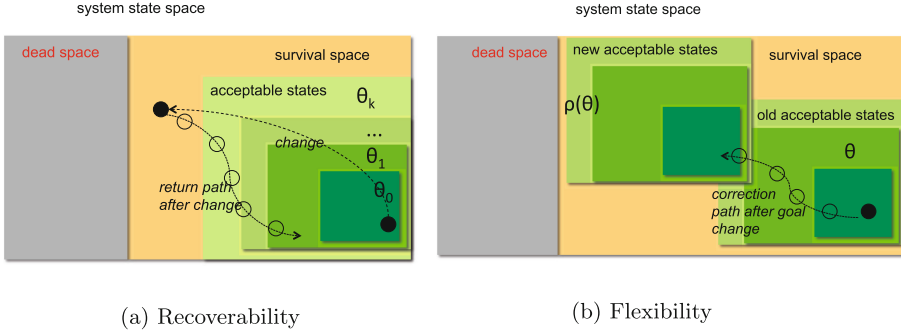 system state space
dead space
survival space
acceptable states
θk
...
change
θ1
θ0
return path
after change
(a) Recoverability
system state space
dead space
new acceptable states
survival space
ρ(θ)
old acceptable states
θ
correction
path after goal
change
(b) Flexibility